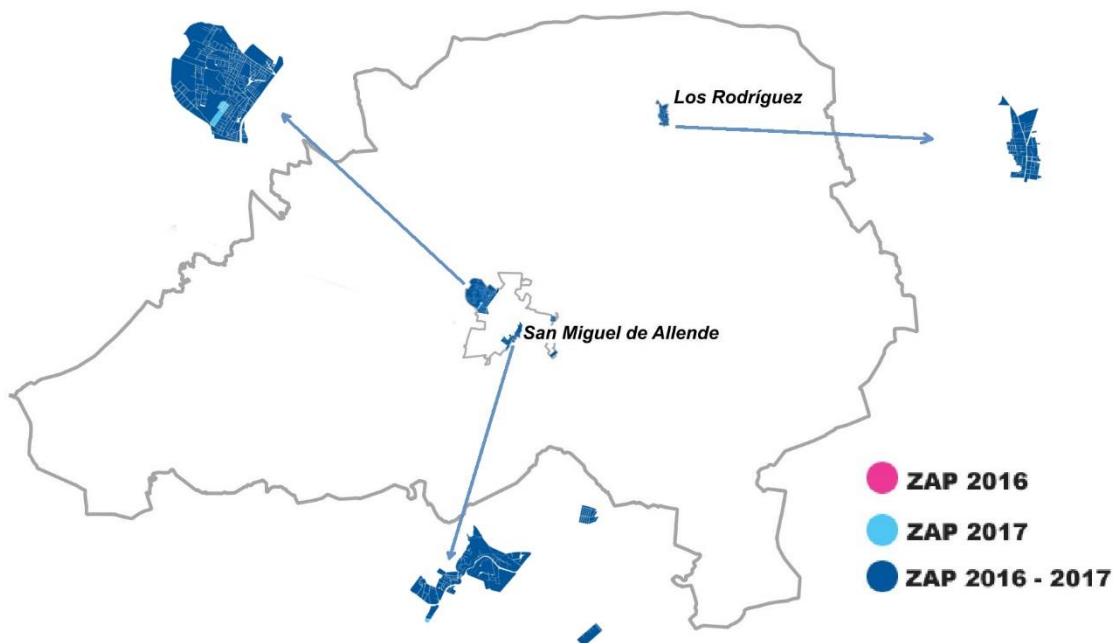 Los Rodríguez
San Miguel de Allende
ZAP 2016
ZAP 2017
ZAP 2016 - 2017